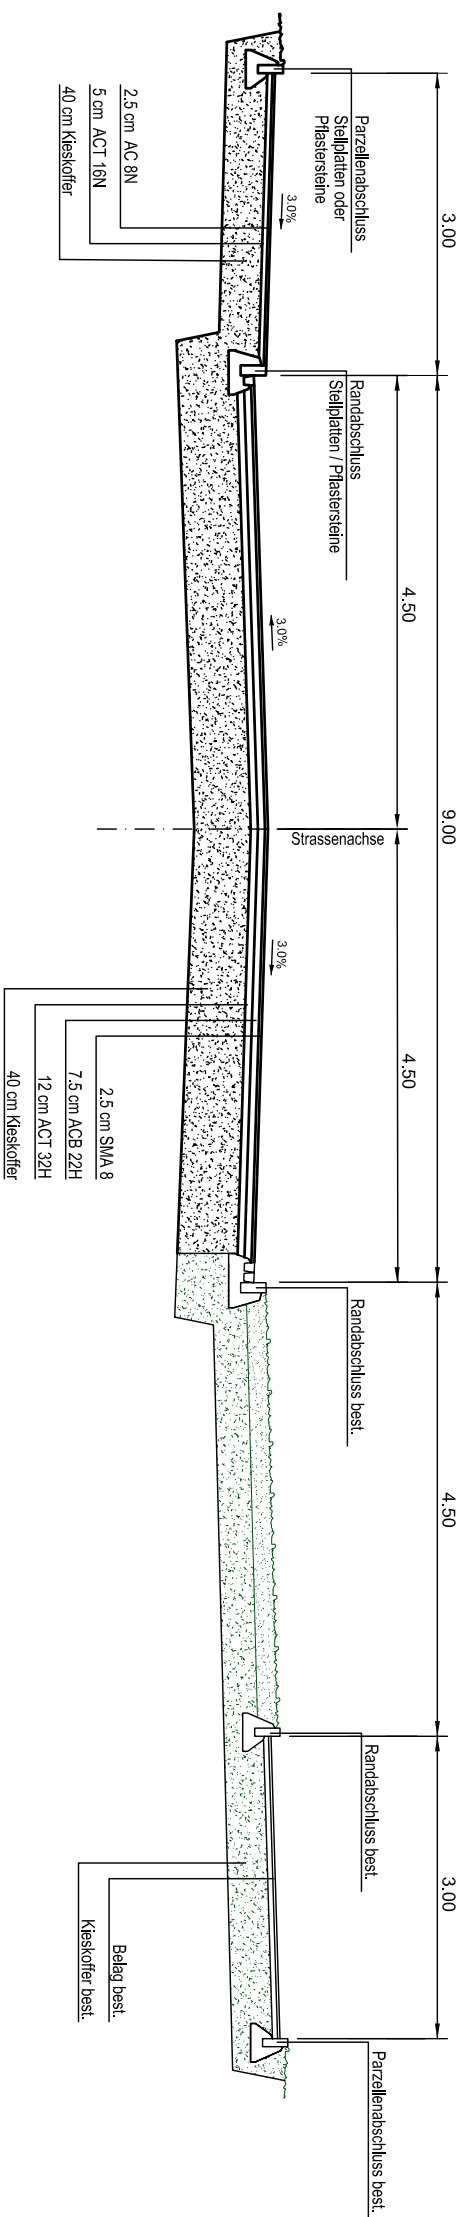 3.00
9.00
4.50
3.00
4.50
4.50
Parzellenabschluss
Stellplatten oder
Pflastersteine
Randabschluss
Stellplatten / Pflastersteine
Strassenachse
Randabschluss best.
Randabschluss best.
Parzellenabschluss best.
3.0%
3.0%
3.0%
2.5 cm AC 8N
5 cm ACT 16N
40 cm Kieskoffer
2.5 cm SMA 8
7.5 cm ACB 22H
12 cm ACT 32H
40 cm Kieskoffer
Belag best.
Kieskoffer best.